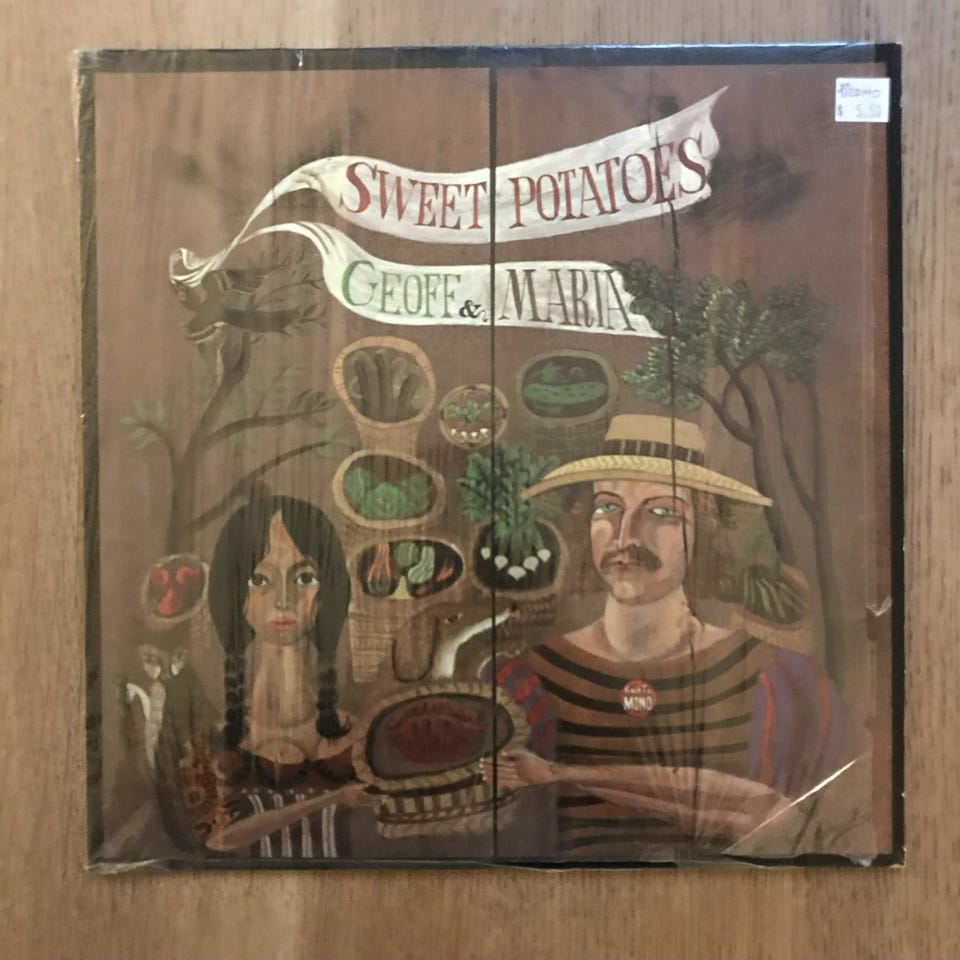 PROMO
$ 5.50
SWEET POTATOES
GEOFF & MARIA
MONO